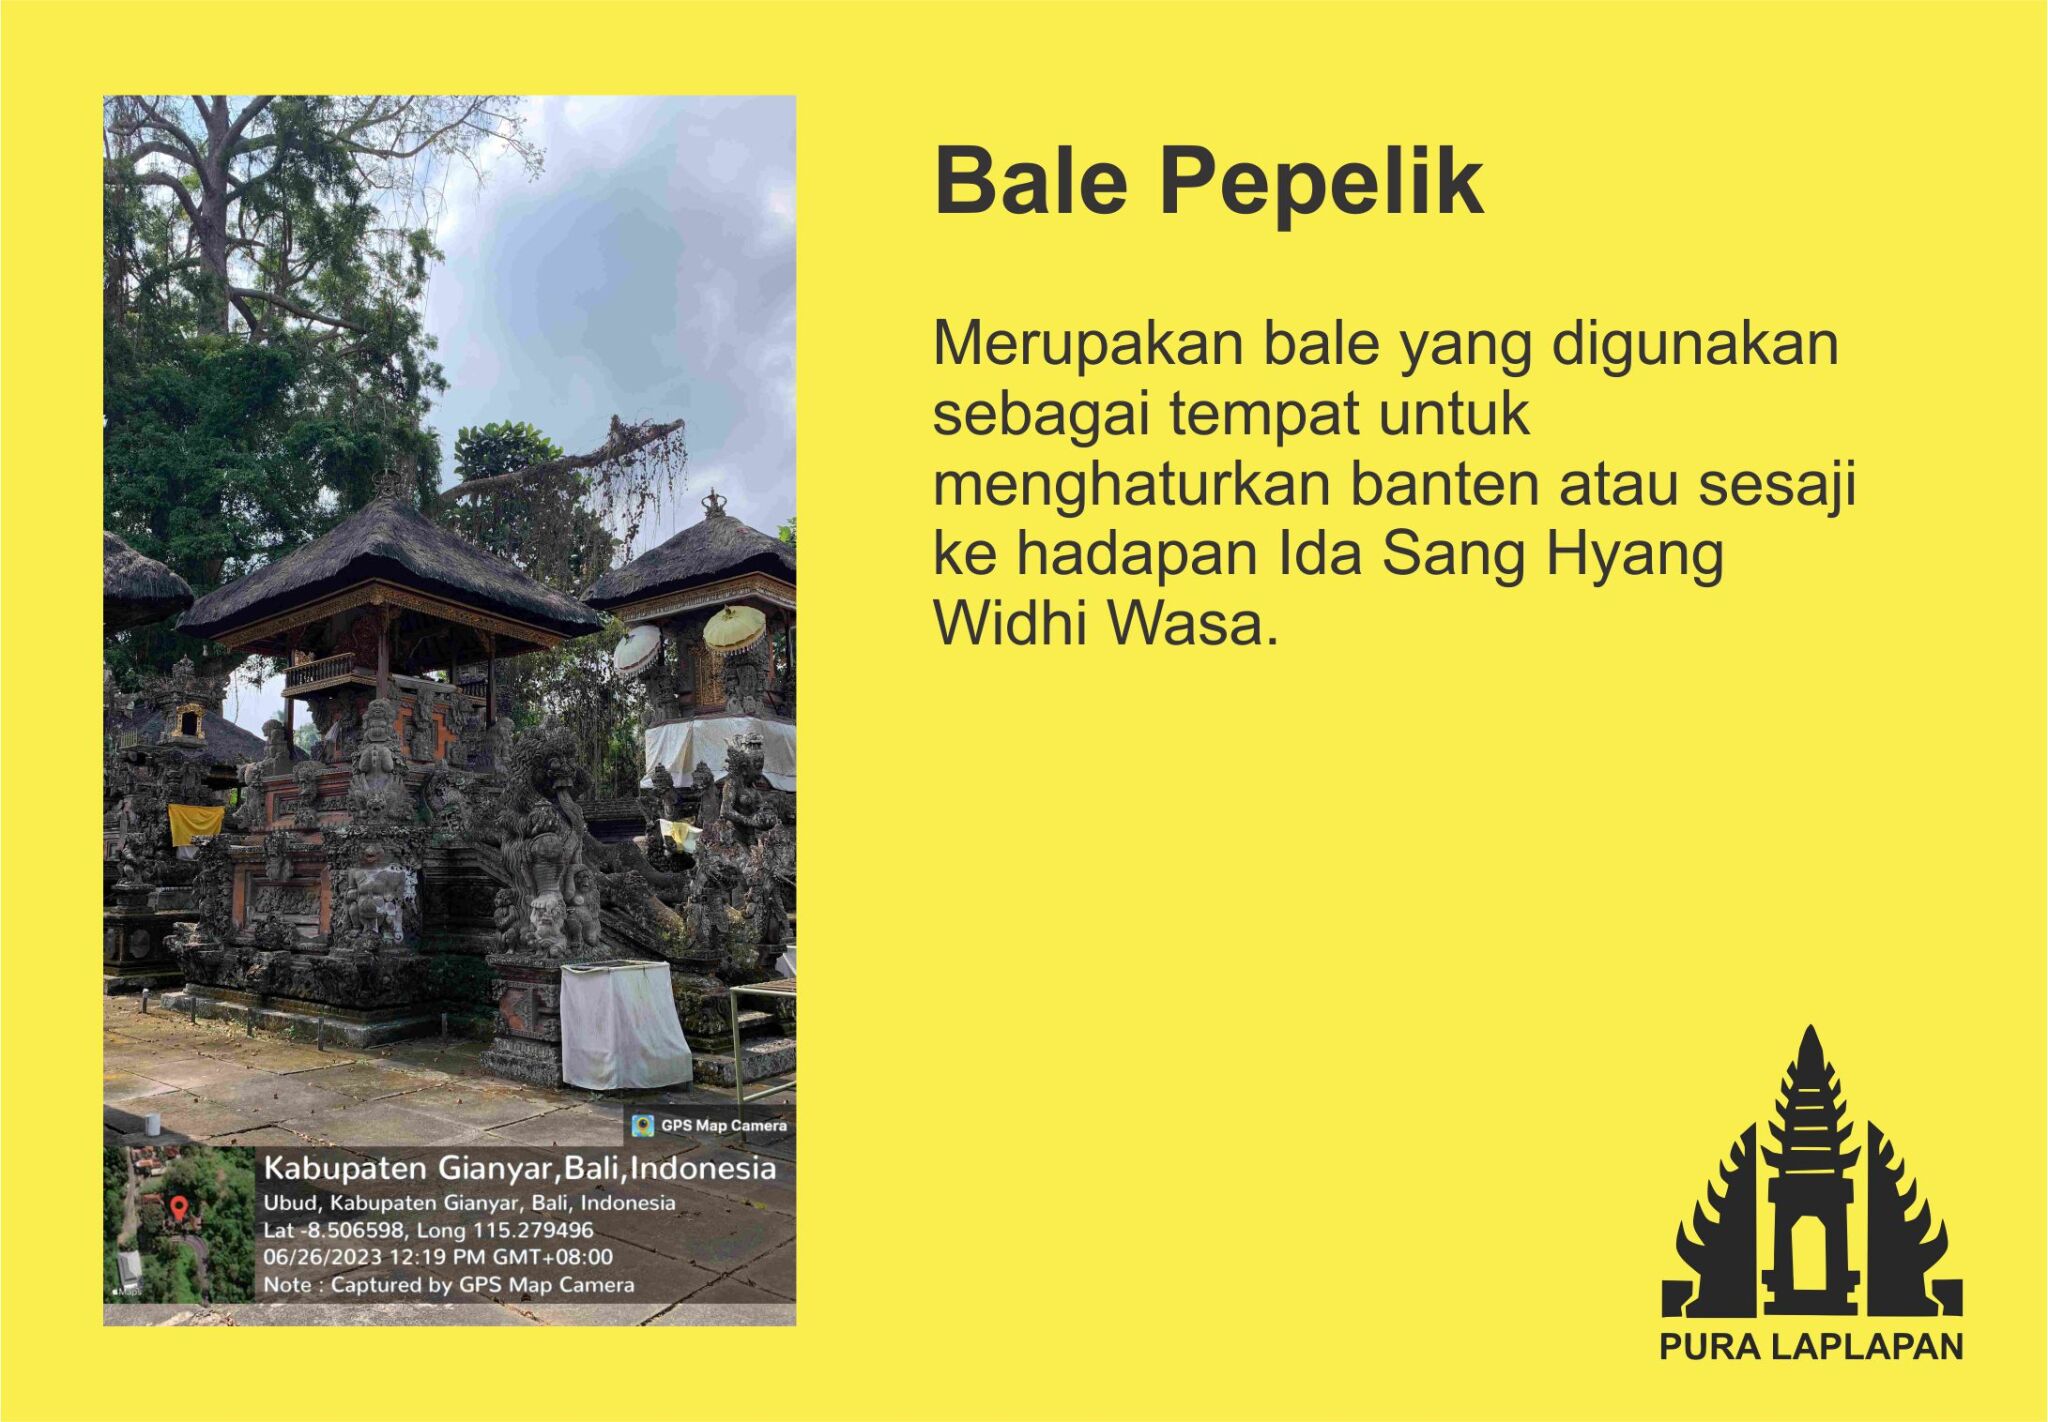 Bale Pepelik
Merupakan bale yang digunakan
sebagai tempat untuk
menghaturkan banten atau sesaji
ke hadapan Ida Sang Hyang
Widhi Wasa.
GPS Map Camera
Kabupaten Gianyar,Bali,Indonesia
Ubud, Kabupaten Gianyar, Bali, Indonesia
Lat -8.506598, Long 115.279496
06/26/2023 12:19 PM GMT+08:00
Note : Captured by GPS Map Camera
Maps
PURA LAPLAPAN